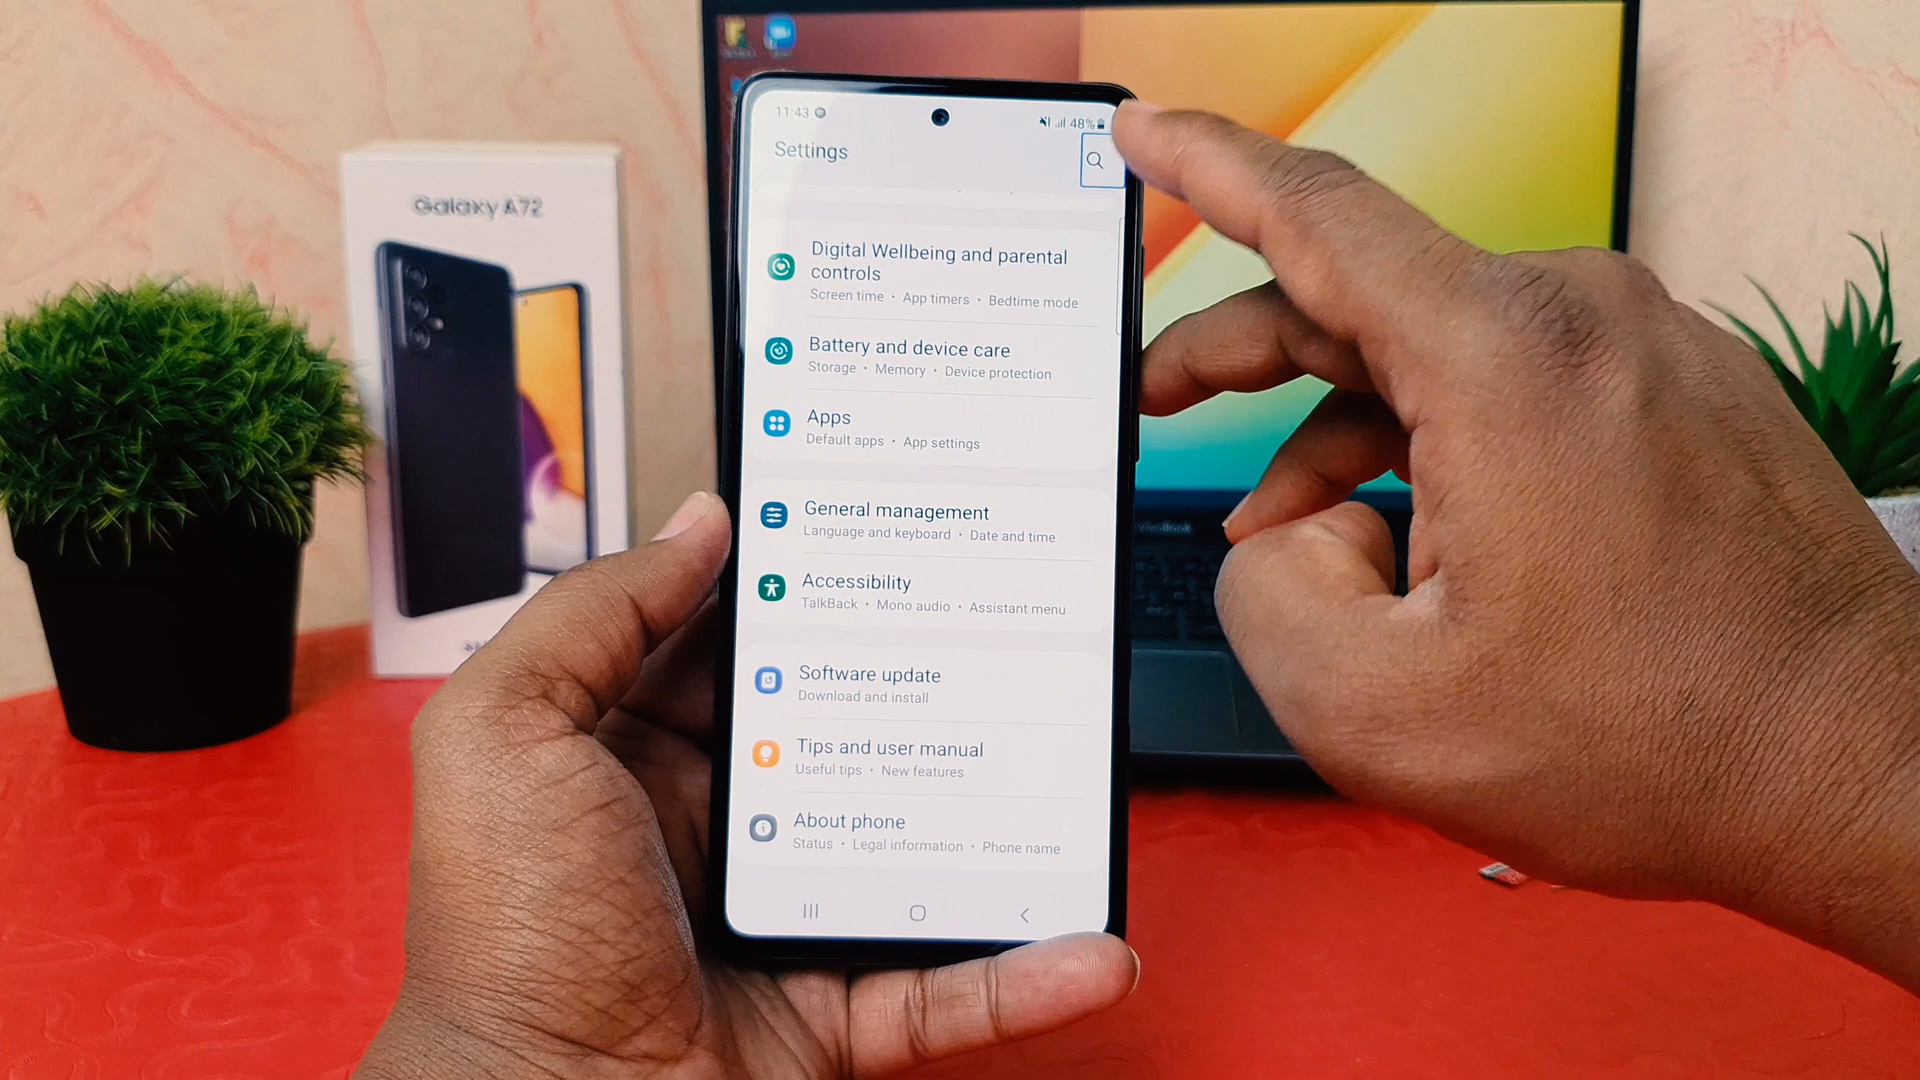 Galaxy A72
11:43
48%
Settings
Digital Wellbeing and parental
controls
Screen time • App timers • Bedtime mode
Battery and device care
Storage • Memory • Device protection
Apps
Default apps • App settings
General management
Language and keyboard • Date and time
Accessibility
TalkBack • Mono audio • Assistant menu
Software update
Download and install
Tips and user manual
Useful tips • New features
About phone
Status • Legal information • Phone name
VivoBook